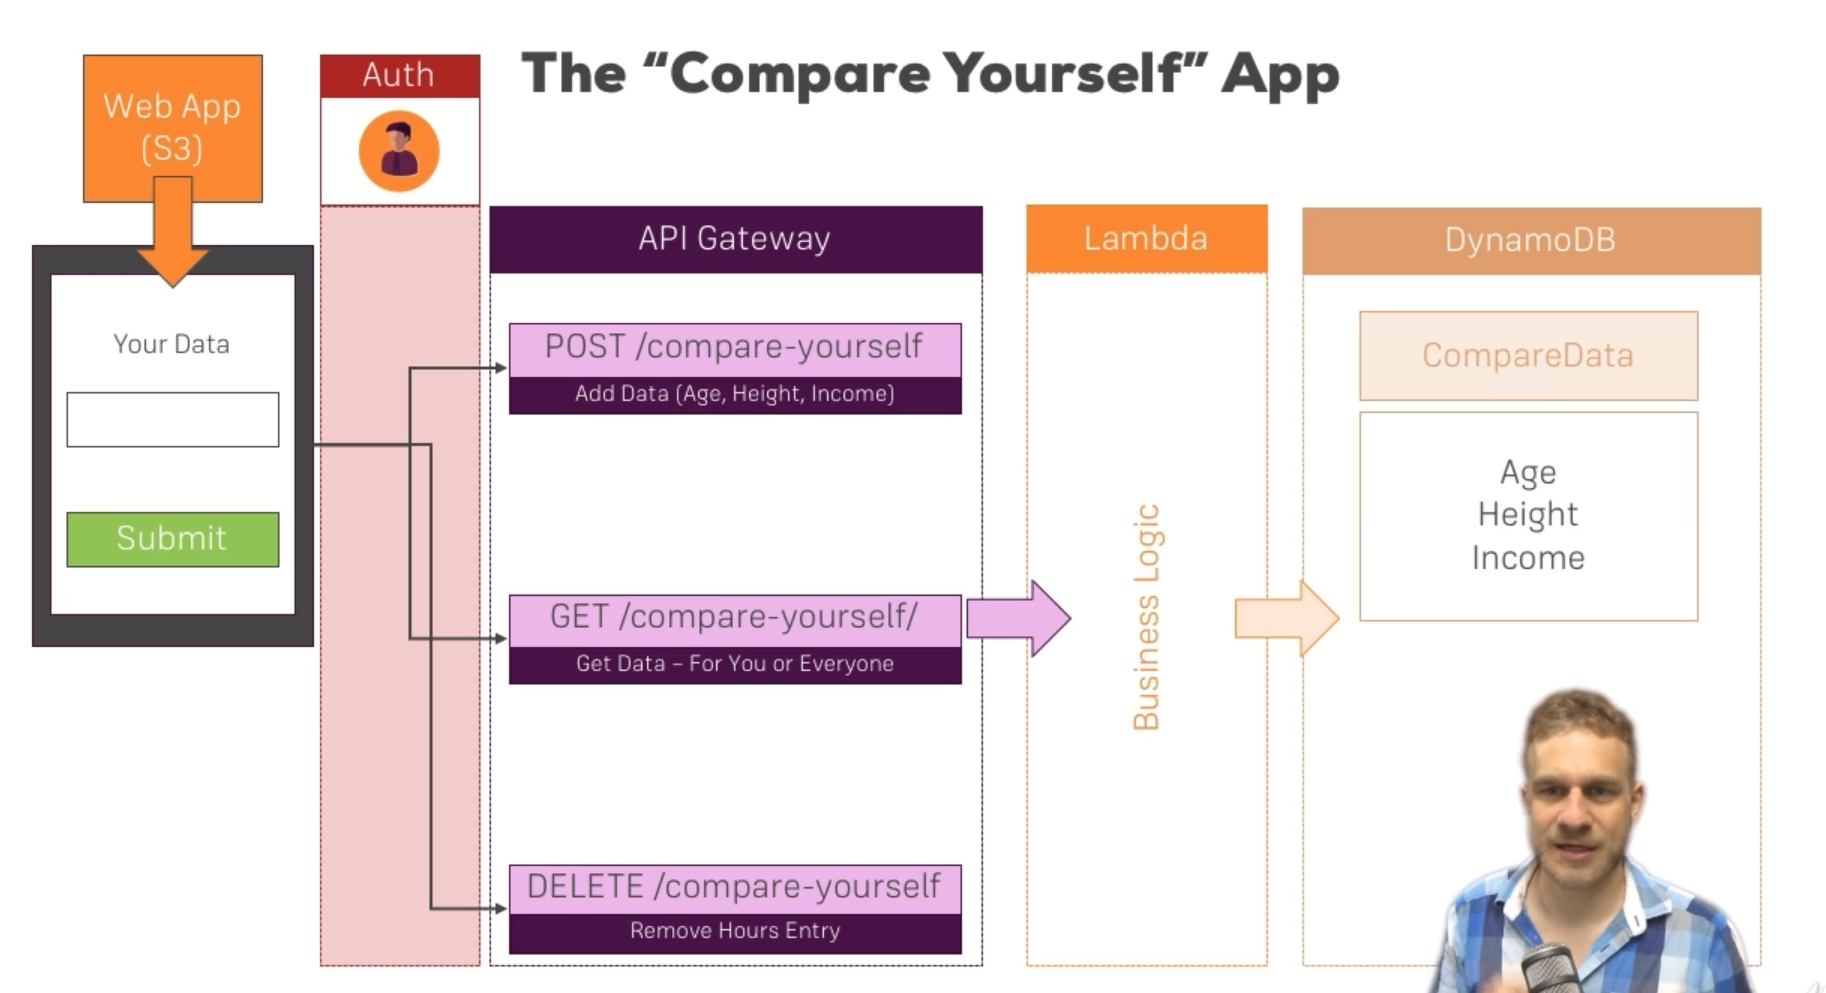 The “Compare Yourself” App
Web App
(S3)
Auth
Your Data
Submit
API Gateway
POST /compare-yourself
Add Data (Age, Height, Income)
GET /compare-yourself/
Get Data – For You or Everyone
DELETE /compare-yourself
Remove Hours Entry
Lambda
Business Logic
DynamoDB
CompareData
Age
Height
Income